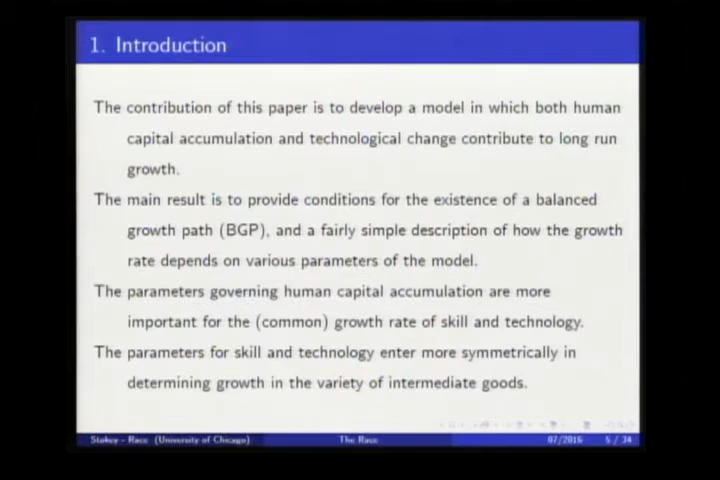 1. Introduction
The contribution of this paper is to develop a model in which both human
capital accumulation and technological change contribute to long run
growth.
The main result is to provide conditions for the existence of a balanced
growth path (BGP), and a fairly simple description of how the growth
rate depends on various parameters of the model.
The parameters governing human capital accumulation are more
important for the (common) growth rate of skill and technology.
The parameters for skill and technology enter more symmetrically in
determining growth in the variety of intermediate goods.
Stokey – Race (University of Chicago) The Race 07/2016 5 / 34